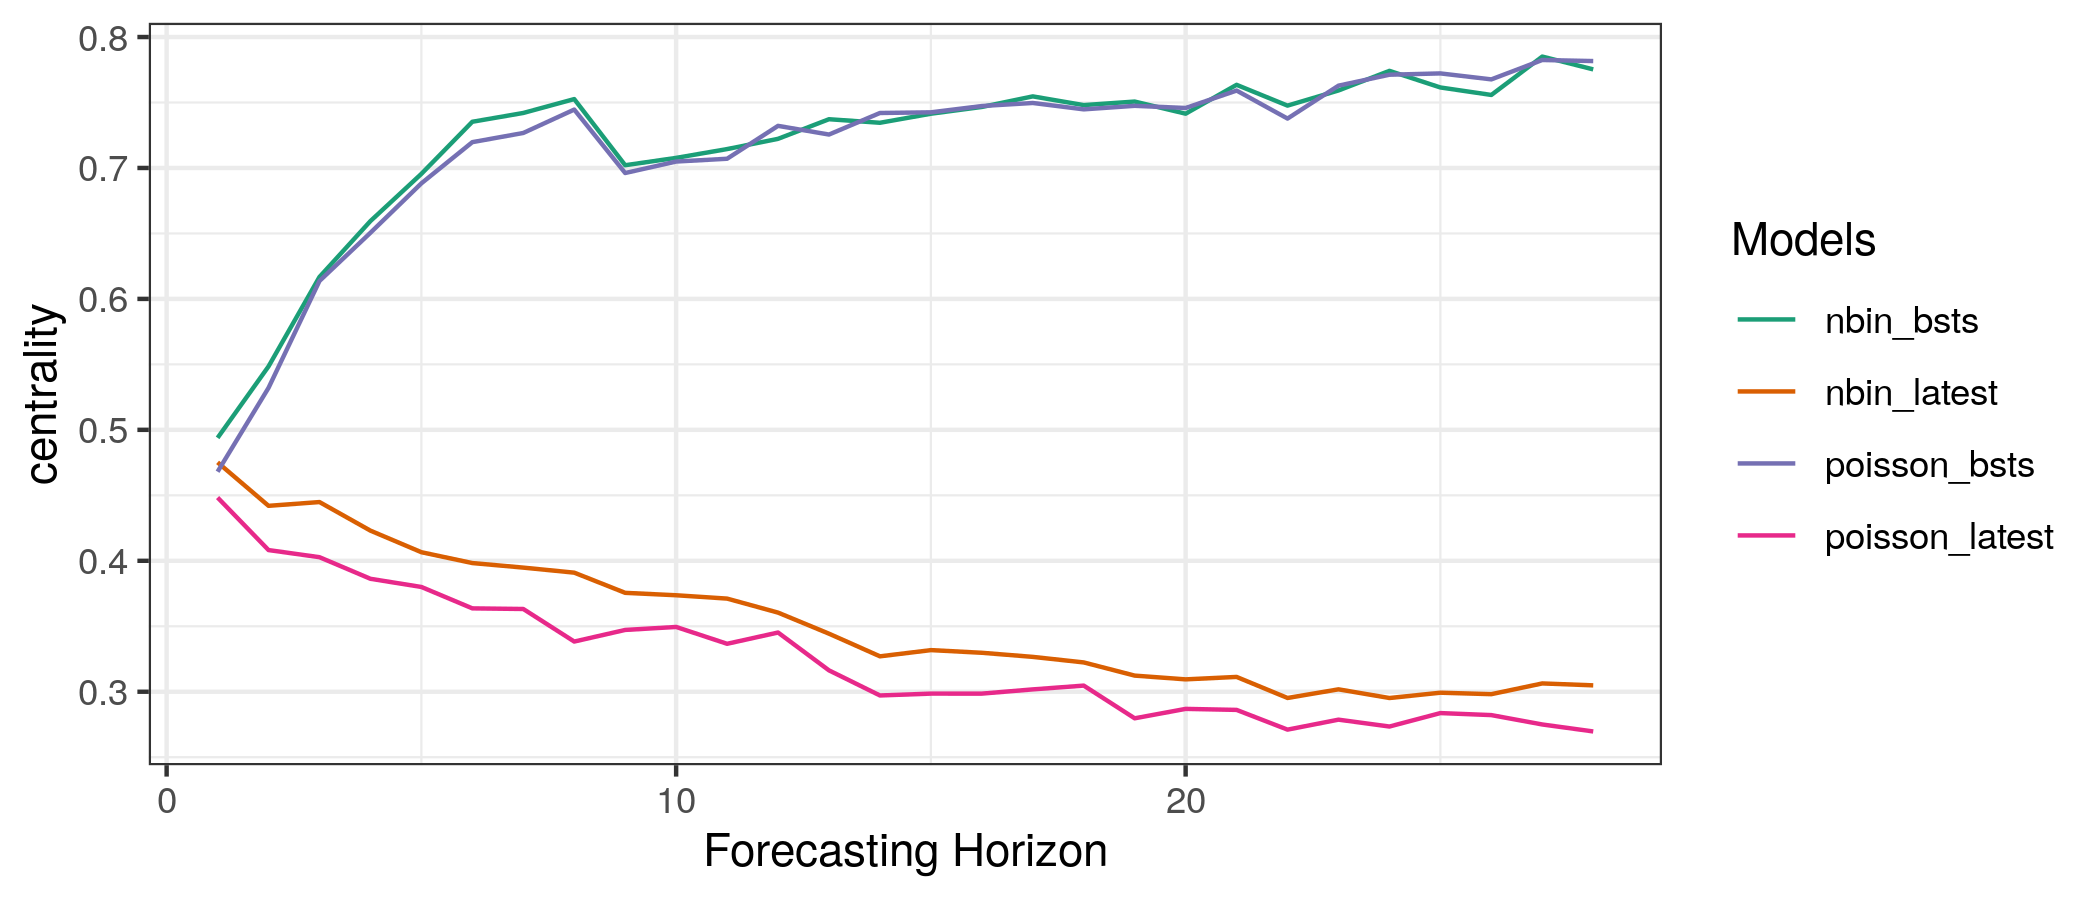 0.8
0.7
0.6
0.5
0.4
0.3
centrality
0
10
20
Forecasting Horizon
Models
nbin_bsts
nbin_latest
poisson_bsts
poisson_latest